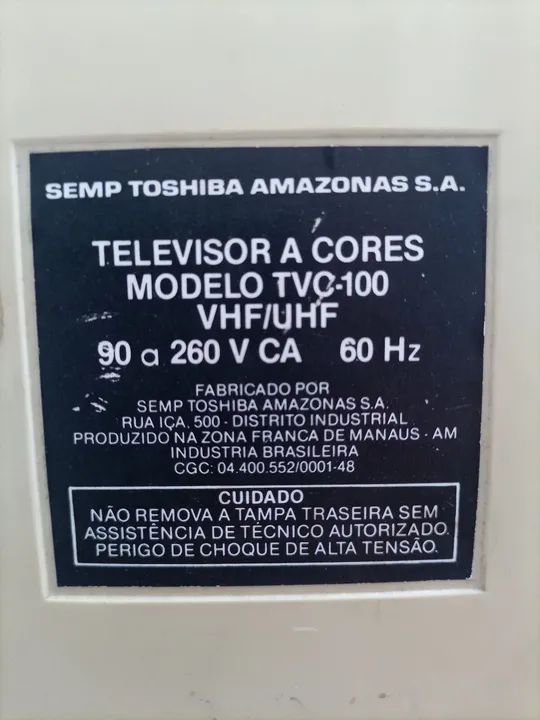 SEMP TOSHIBA AMAZONAS S.A.
TELEVISOR A CORES
MODELO TVC-100
VHF/UHF
90 a 260 V CA 60 Hz
FABRICADO POR
SEMP TOSHIBA AMAZONAS S.A.
RUA IÇA, 500 - DISTRITO INDUSTRIAL
PRODUZIDO NA ZONA FRANCA DE MANAUS - AM
INDUSTRIA BRASILEIRA
CGC: 04.400.552/0001-48
CUIDADO
NÃO REMOVA A TAMPA TRASEIRA SEM
ASSISTÊNCIA DE TÉCNICO AUTORIZADO.
PERIGO DE CHOQUE DE ALTA TENSÃO.